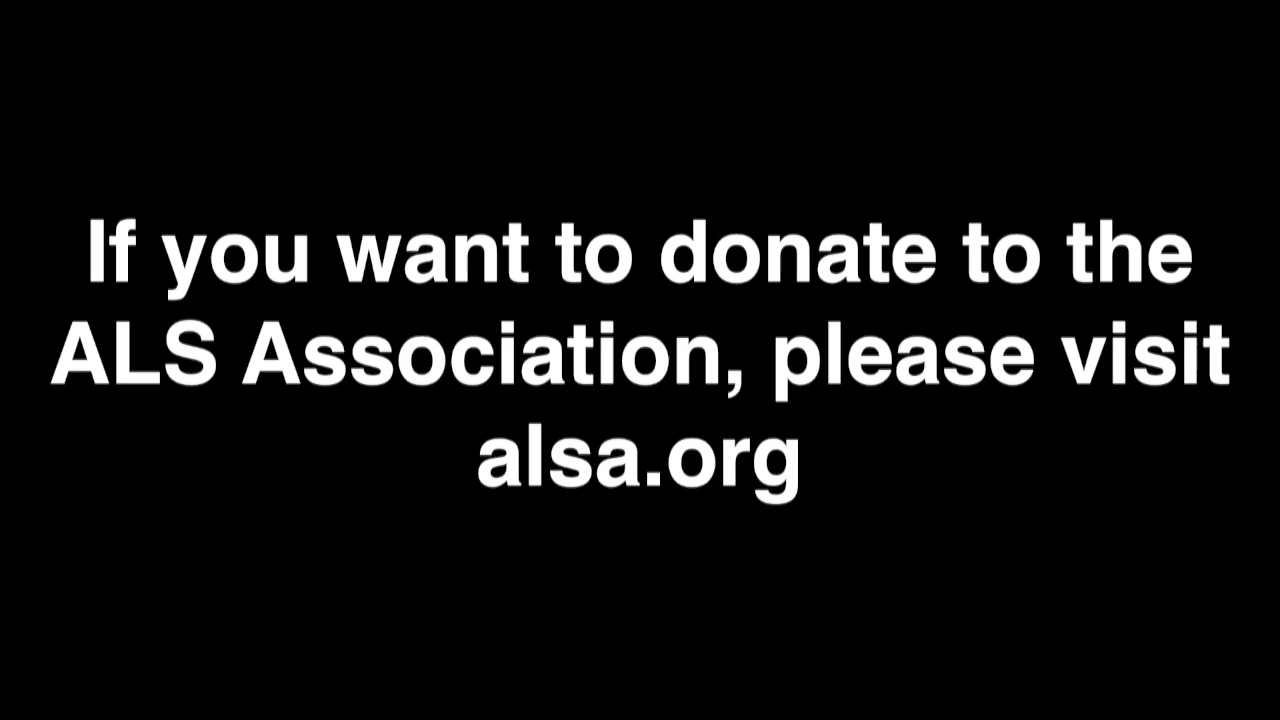 If you want to donate to the
ALS Association, please visit
alsa.org